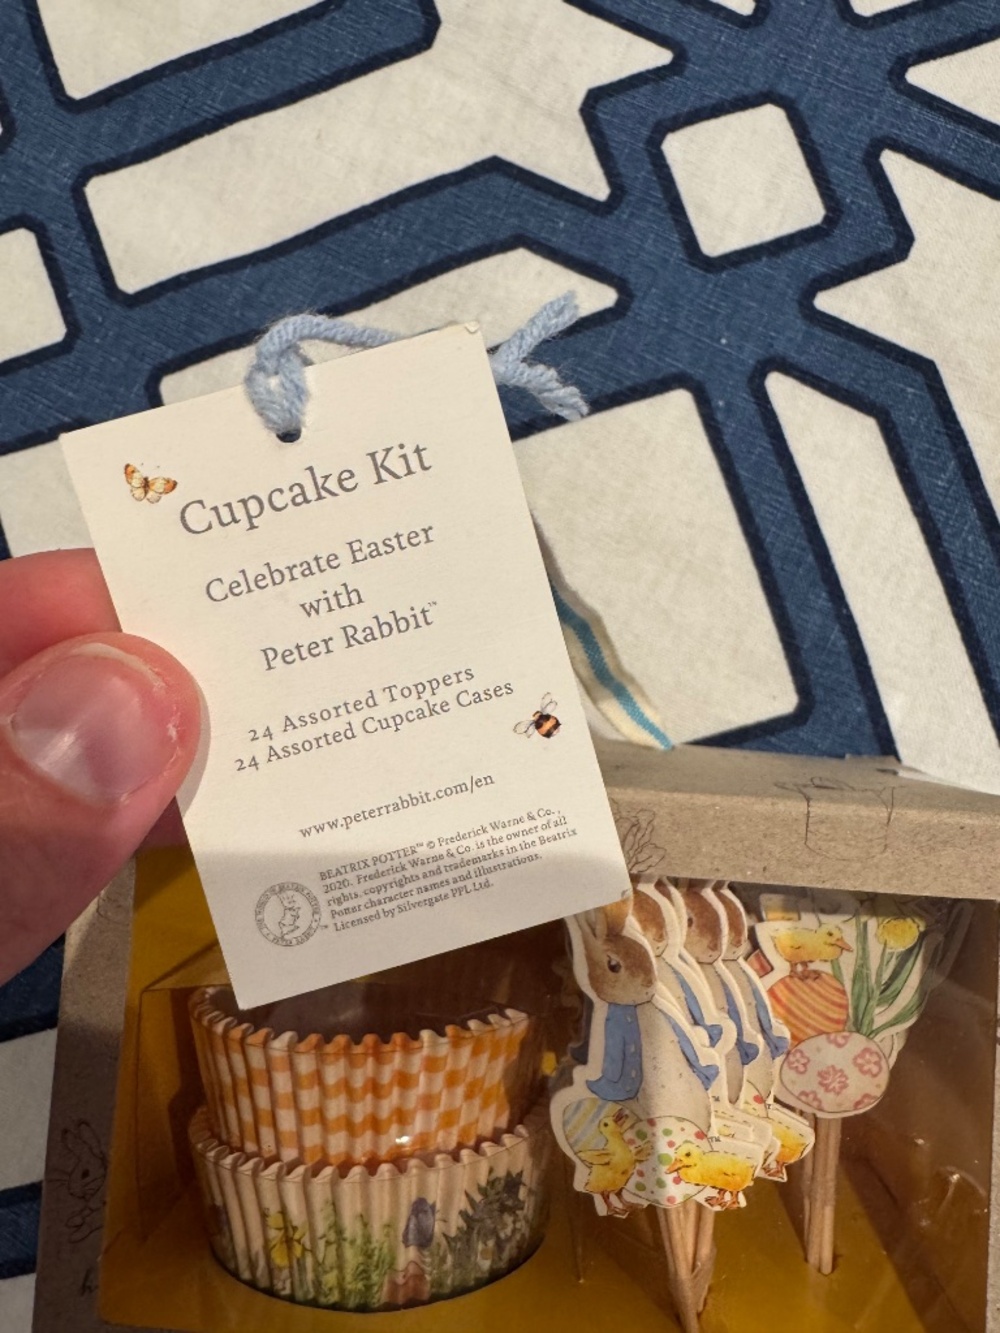 Cupcake Kit
Celebrate Easter
with
Peter Rabbit™
24 Assorted Toppers
24 Assorted Cupcake Cases
www.peterrabbit.com/en
BEATRIX POTTER™ © Frederick Warne & Co.,
2020. Frederick Warne & Co. is the owner of all
rights, copyrights and trademarks in the Beatrix
Potter character names and illustrations.
Licensed by Silvergate PPL Ltd.